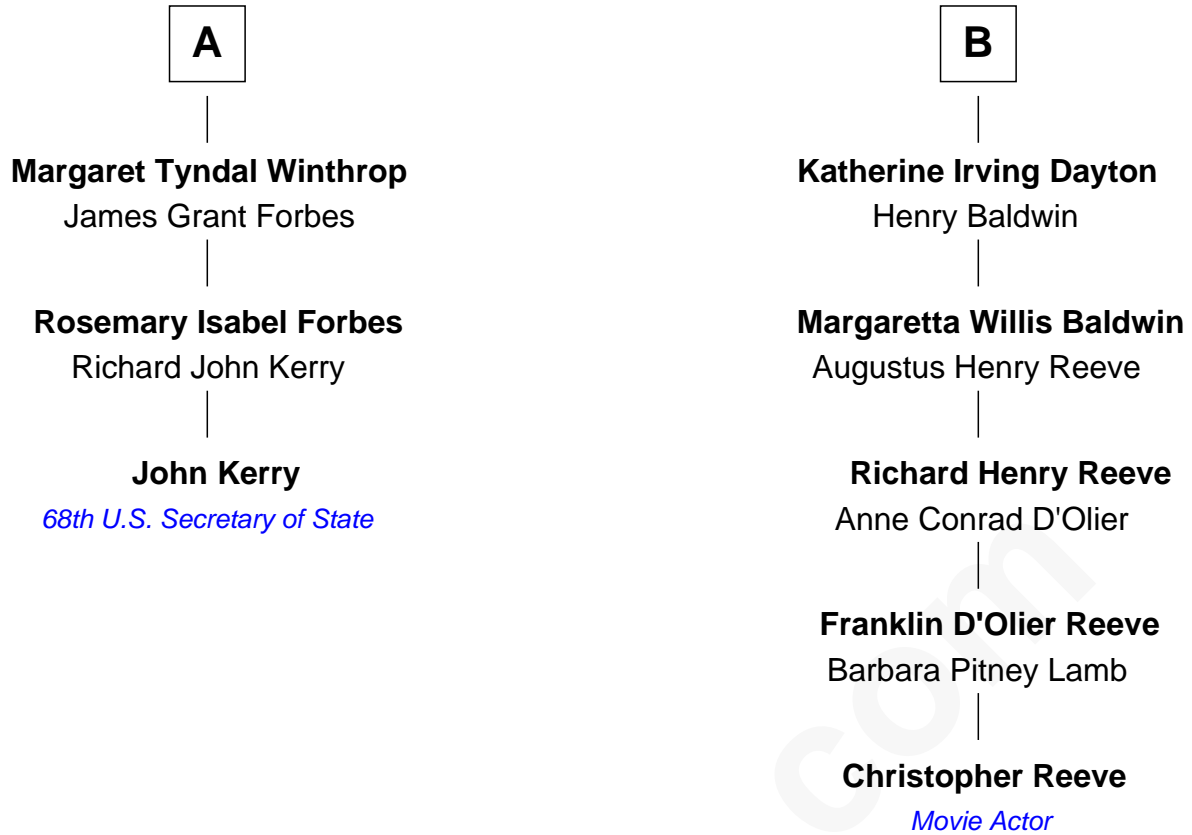 A
Margaret Tyndal Winthrop
James Grant Forbes
Rosemary Isabel Forbes
Richard John Kerry
John Kerry
68th U.S. Secretary of State
B
Katherine Irving Dayton
Henry Baldwin
Margaretta Willis Baldwin
Augustus Henry Reeve
Richard Henry Reeve
Anne Conrad D'Olier
Franklin D'Olier Reeve
Barbara Pitney Lamb
Christopher Reeve
Movie Actor
com